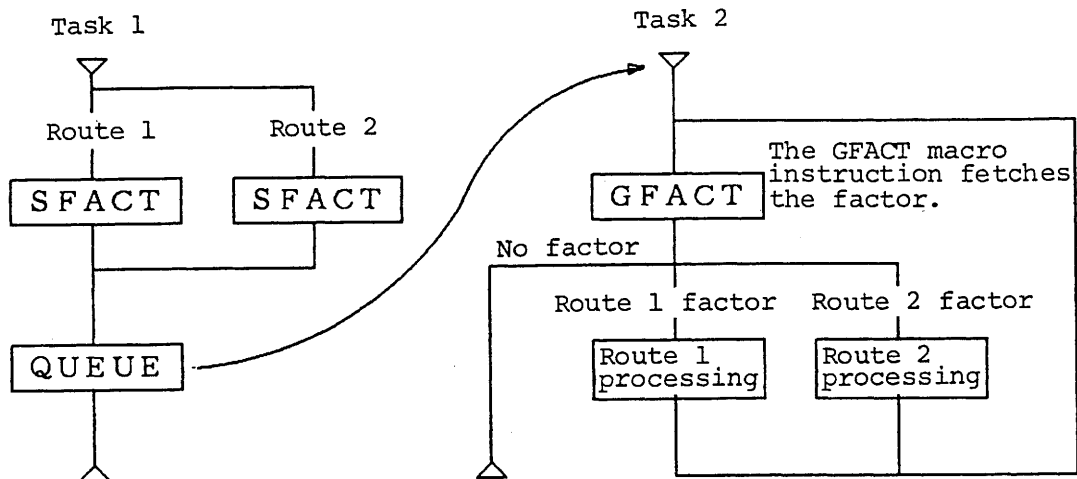 Task 1
Task 2
Route 1
Route 2
SFACT
SFACT
GFACT
The GFACT macro
instruction fetches
the factor.
No factor
Route 1 factor
Route 2 factor
QUEUE
Route 1
processing
Route 2
processing